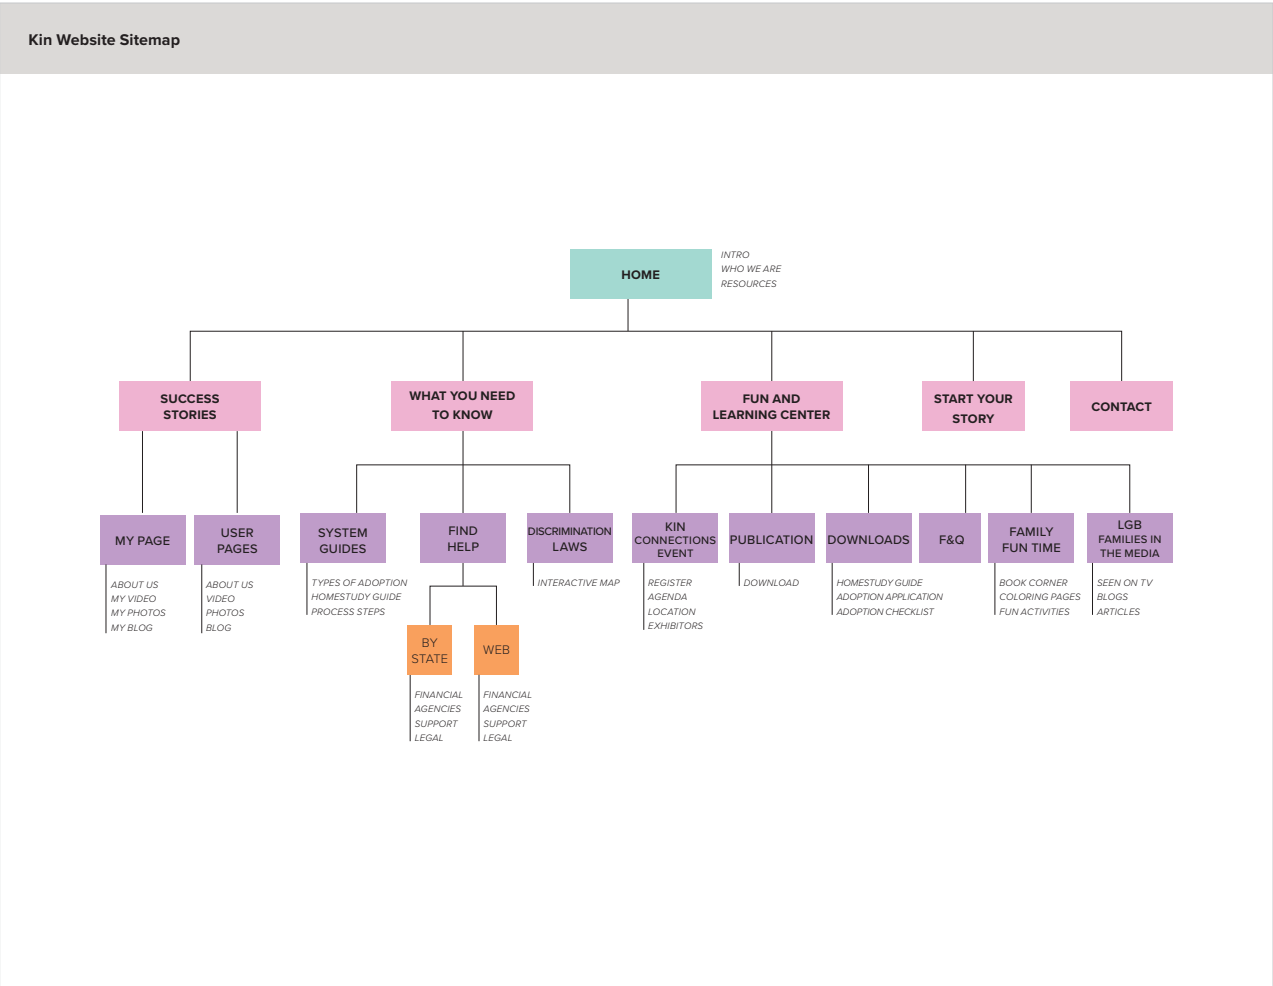 Kin Website Sitemap
HOME
INTRO
WHO WE ARE
RESOURCES
SUCCESS
STORIES
WHAT YOU NEED
TO KNOW
FUN AND
LEARNING CENTER
START YOUR
STORY
CONTACT
MY PAGE
ABOUT US
MY VIDEO
MY PHOTOS
MY BLOG
USER
PAGES
ABOUT US
VIDEO
PHOTOS
BLOG
SYSTEM
GUIDES
TYPES OF ADOPTION
HOMESTUDY GUIDE
PROCESS STEPS
FIND
HELP
BY
STATE
FINANCIAL
AGENCIES
SUPPORT
LEGAL
WEB
FINANCIAL
AGENCIES
SUPPORT
LEGAL
DISCRIMINATION
LAWS
INTERACTIVE MAP
KIN
CONNECTIONS
EVENT
REGISTER
AGENDA
LOCATION
EXHIBITORS
PUBLICATION
DOWNLOAD
DOWNLOADS
HOMESTUDY GUIDE
ADOPTION APPLICATION
ADOPTION CHECKLIST
F&Q
FAMILY
FUN TIME
BOOK CORNER
COLORING PAGES
FUN ACTIVITIES
LGB
FAMILIES IN
THE MEDIA
SEEN ON TV
BLOGS
ARTICLES